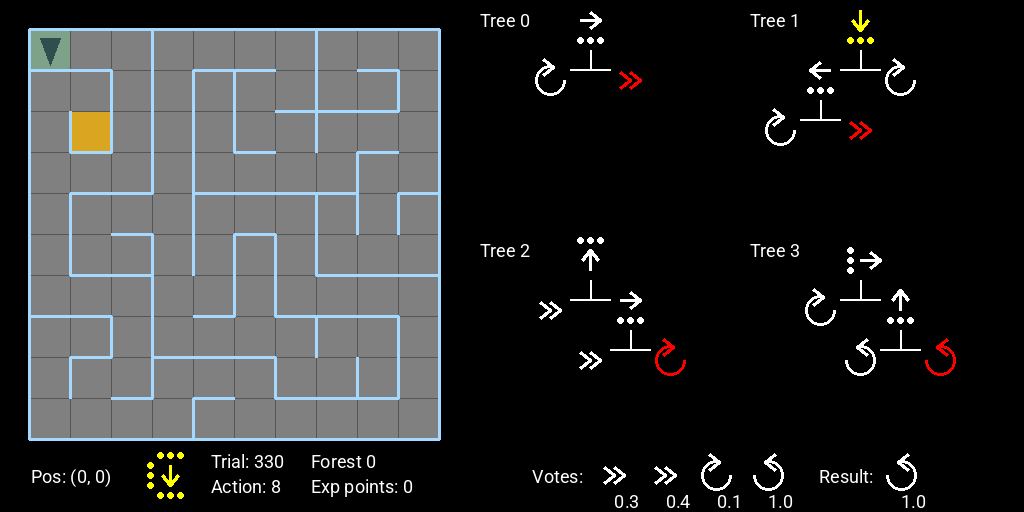 Tree 0
Tree 1
Tree 2
Tree 3
Pos: (0, 0)
Trial: 330
Forest 0
Action: 8
Exp points: 0
Votes:
0.3
0.4
0.1
1.0
Result:
1.0